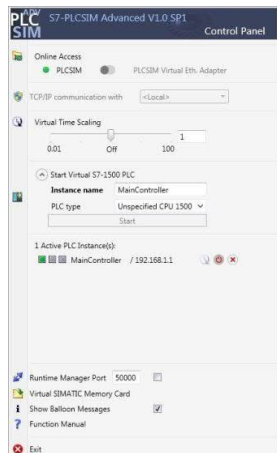 PLC ADV SIM
S7-PLCSIM Advanced V1.0 SP1
Control Panel
Online Access
PLCSIM PLCSIM Virtual Eth. Adapter
TCP/IP communication with <Local>
Virtual Time Scaling
1
0.01 Off 100
Start Virtual S7-1500 PLC
Instance name MainController
PLC type Unspecified CPU 1500
Start
1 Active PLC Instance(s):
MainController / 192.168.1.1
Runtime Manager Port 50000
Virtual SIMATIC Memory Card
Show Balloon Messages
Function Manual
Exit